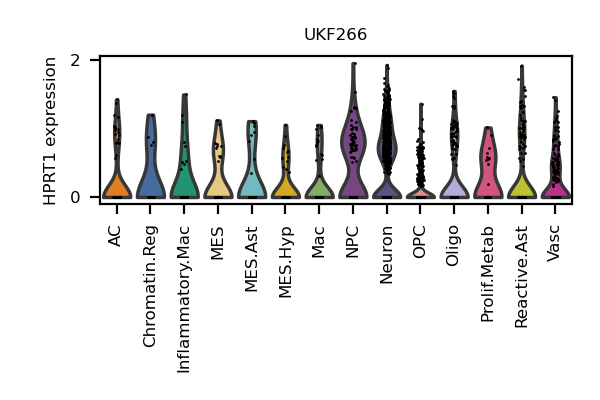 UKF266
HPRT1 expression
2
0
AC
Chromatin.Reg
Inflammatory.Mac
MES
MES.Ast
MES.Hyp
Mac
NPC
Neuron
OPC
Oligo
Prolif.Metab
Reactive.Ast
Vasc